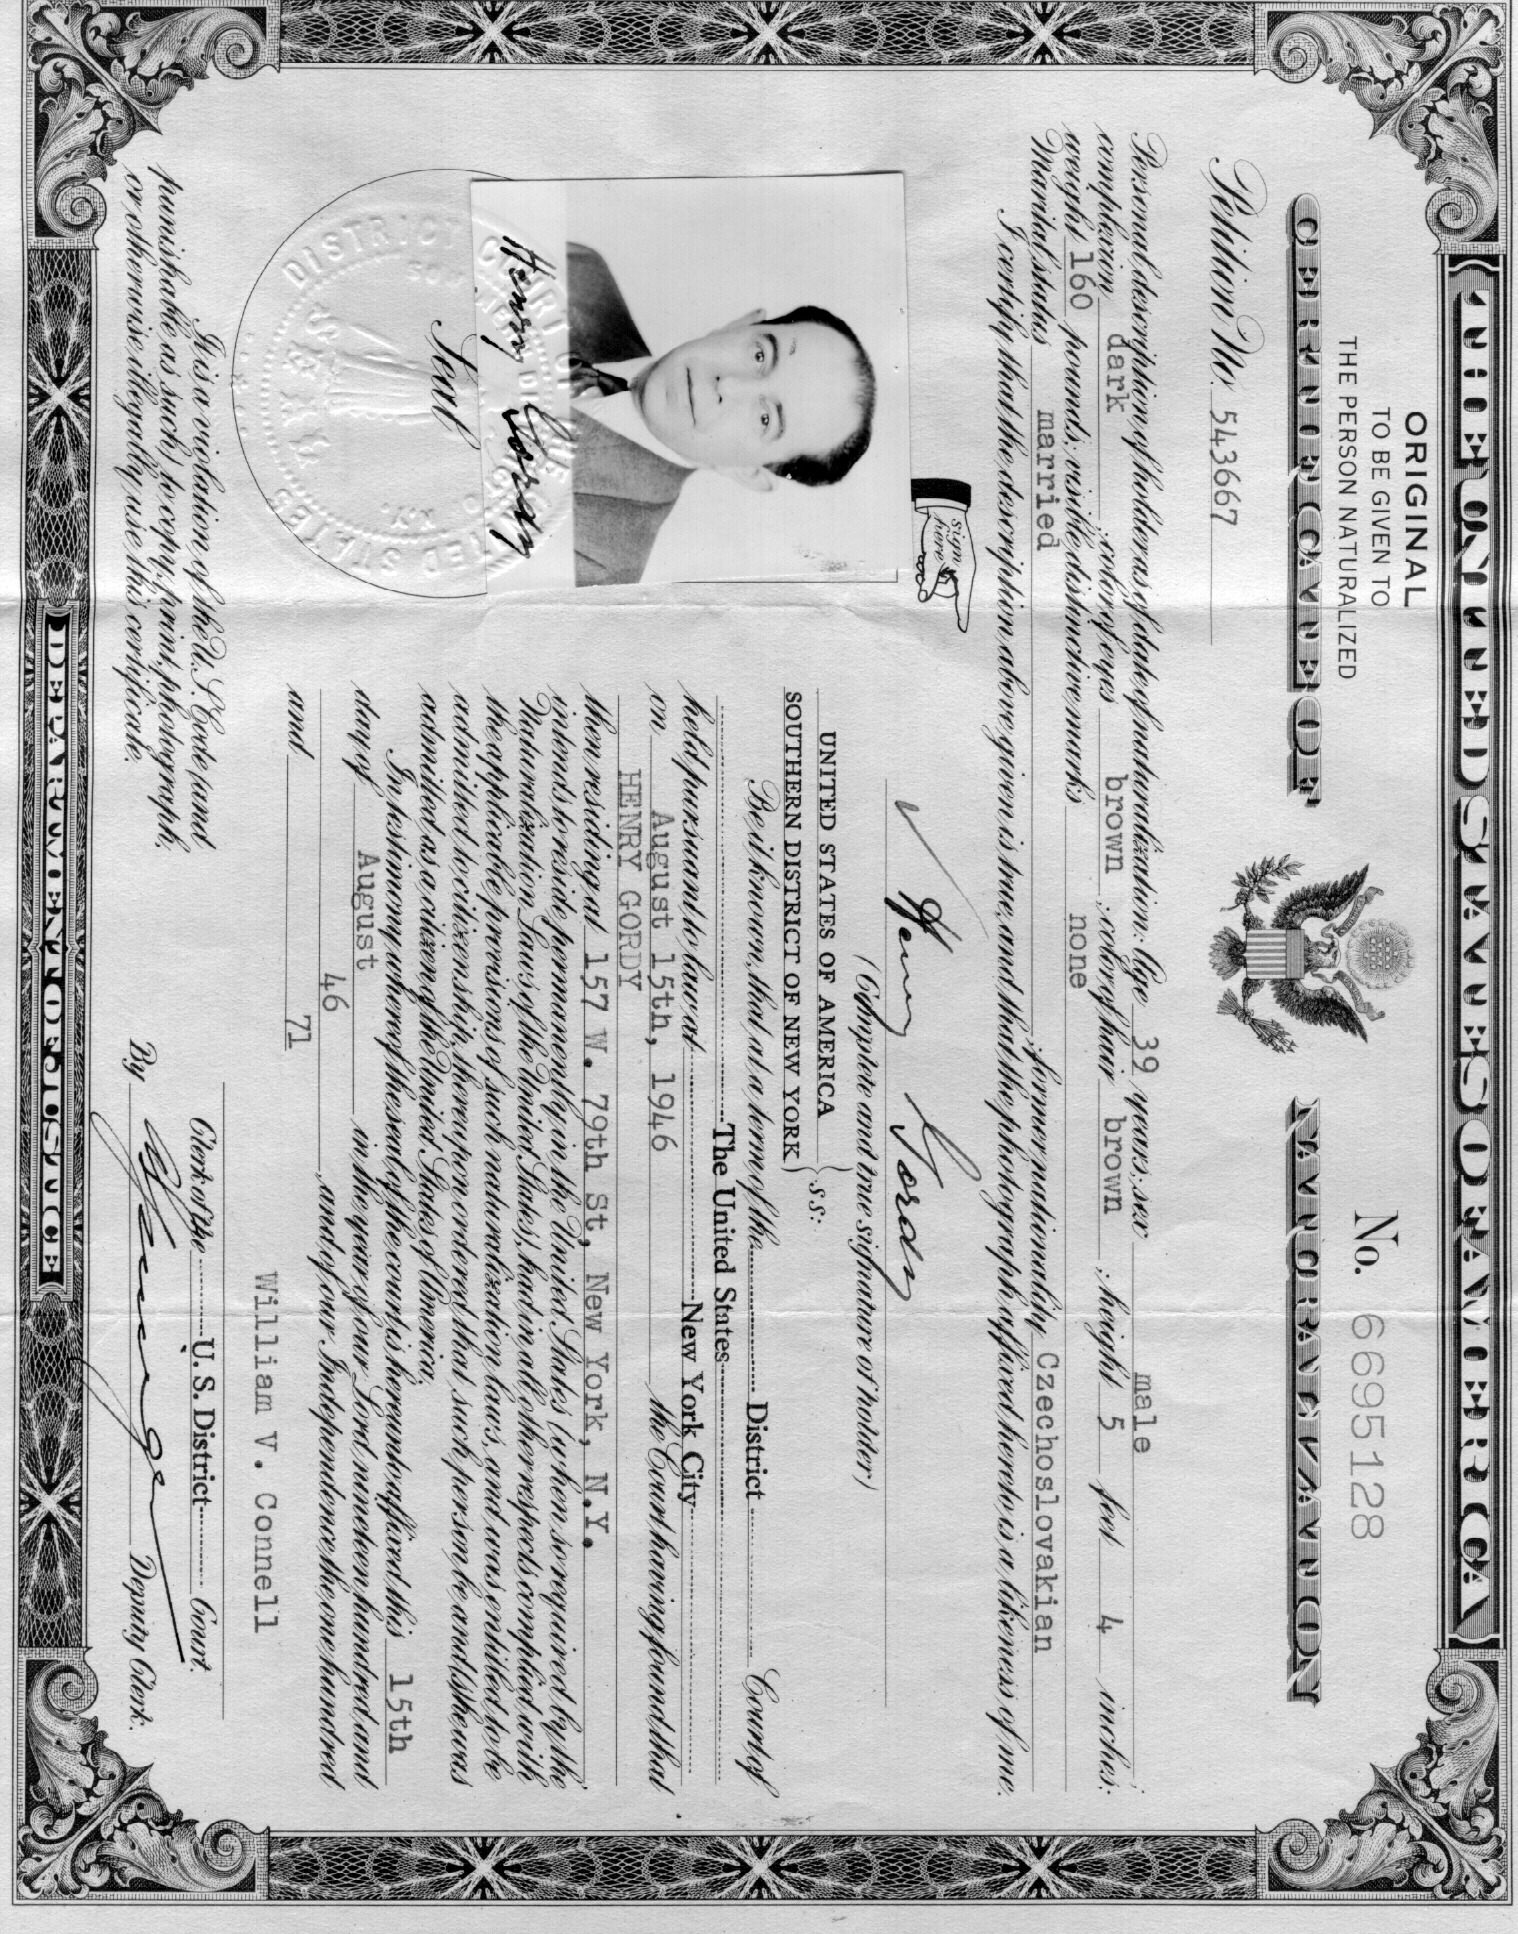 THE UNITED STATES OF AMERICA
ORIGINAL
TO BE GIVEN TO
THE PERSON NATURALIZED
No. 6695128
CERTIFICATE OF NATURALIZATION
Petition No. 543667
Personal description of holder as of date of naturalization: Age 39 years; sex male
complexion dark ; color of eyes brown ; color of hair brown ; height 5 feet 4 inches;
weight 160 pounds; visible distinctive marks none
Marital status married ; former nationality Czechoslovakian
I certify that the description above given is true, and that the photograph affixed hereto is a likeness of me.
sign here
Henry Gordy
(Complete and true signature of holder)
Henry Gordy
Seal
DISTRICT COURT OF THE UNITED STATES
UNITED STATES OF AMERICA
SOUTHERN DISTRICT OF NEW YORK } S.S:
Be it known, that at a term of the District Court of
The United States
held pursuant to law at New York City
on August 15th, 1946 the Court having found that
HENRY GORDY
then residing at 157 W. 79th St, New York, N.Y.
intends to reside permanently in the United States (when so required by the
Naturalization Laws of the United States), had in all other respects complied with
the applicable provisions of such naturalization laws, and was entitled to be
admitted to citizenship, thereupon ordered that such person be and (s)he was
admitted as a citizen of the United States of America.
In testimony whereof the seal of the court is hereunto affixed this 15th
day of August in the year of our Lord nineteen hundred and
46 , and of our Independence the one hundred
and 71
It is a violation of the U.S. Code (and
punishable as such) to copy, print, photograph,
or otherwise illegally use this certificate.
William V. Connell
Clerk of the U. S. District Court.
By Deputy Clerk.
DEPARTMENT OF JUSTICE